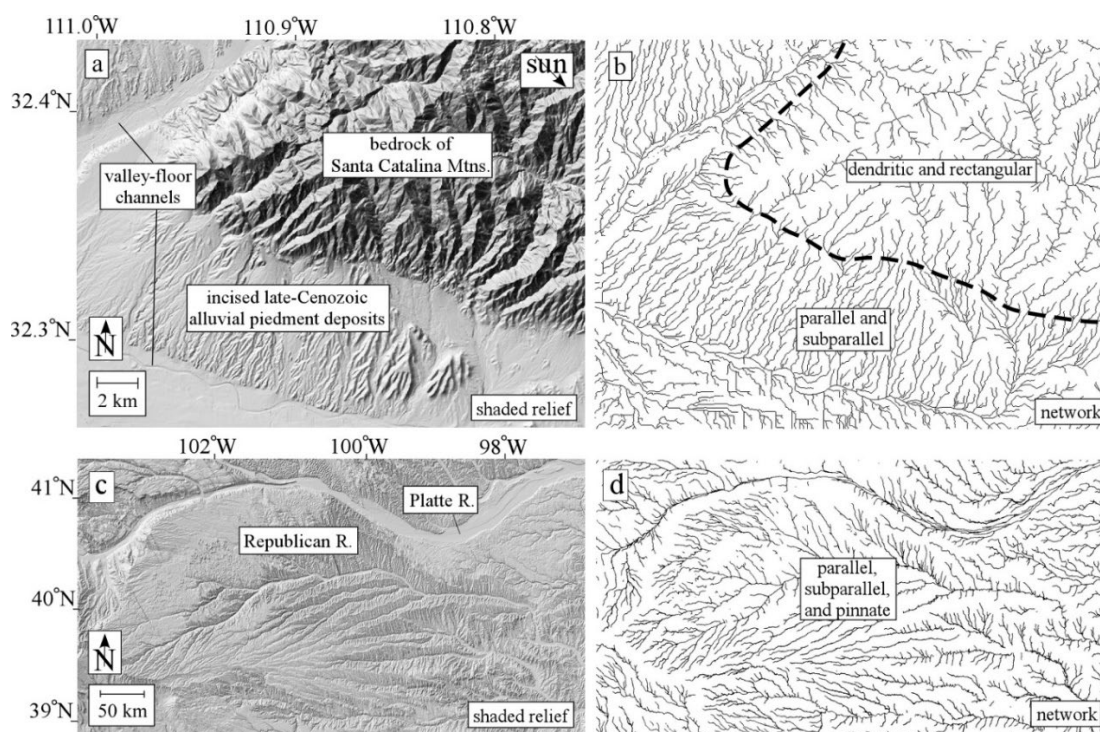 111.0°W
110.9°W
110.8°W
a
sun
32.4°N
bedrock of
Santa Catalina Mtns.
valley-floor
channels
incised late-Cenozoic
alluvial piedment deposits
32.3°N
N
2 km
shaded relief
b
dendritic and rectangular
parallel and
subparallel
network
102°W
100°W
98°W
c
41°N
Platte R.
Republican R.
40°N
N
50 km
39°N
shaded relief
d
parallel,
subparallel,
and pinnate
network